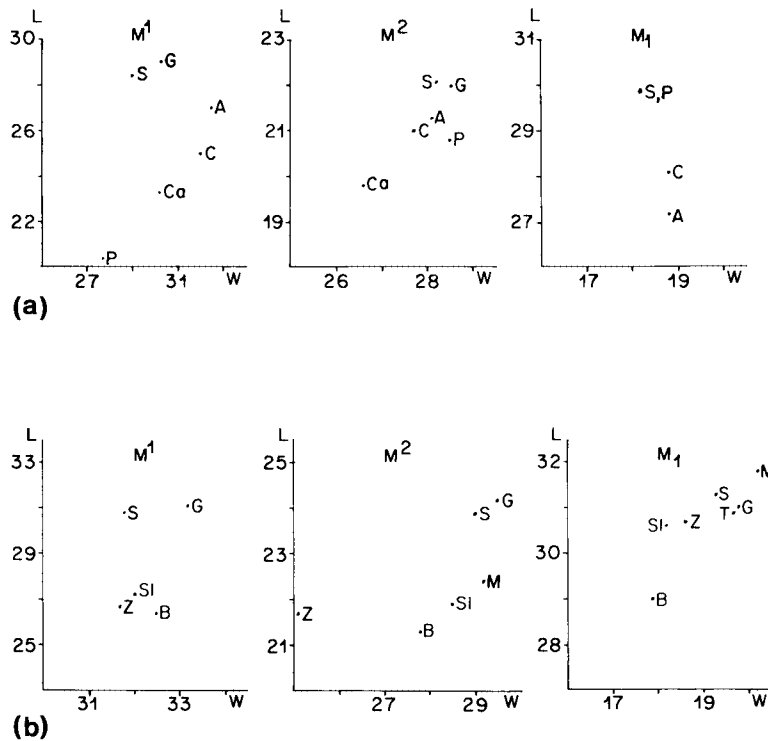 L M¹
30
S G
A
26
C
Ca
22
P
27 31 W
L M²
23
S G
A
21 C
P
Ca
19
26 28 W
L M₁
31
S,P
29
C
27 A
17 19 W
(a)
L M¹
33
S G
29
SI
Z B
25
31 33 W
L M²
25
G
S
23
M
SI
Z
B
21
27 29 W
L M₁
32 M
S
T G
SI Z
30
B
28
17 19 W
(b)